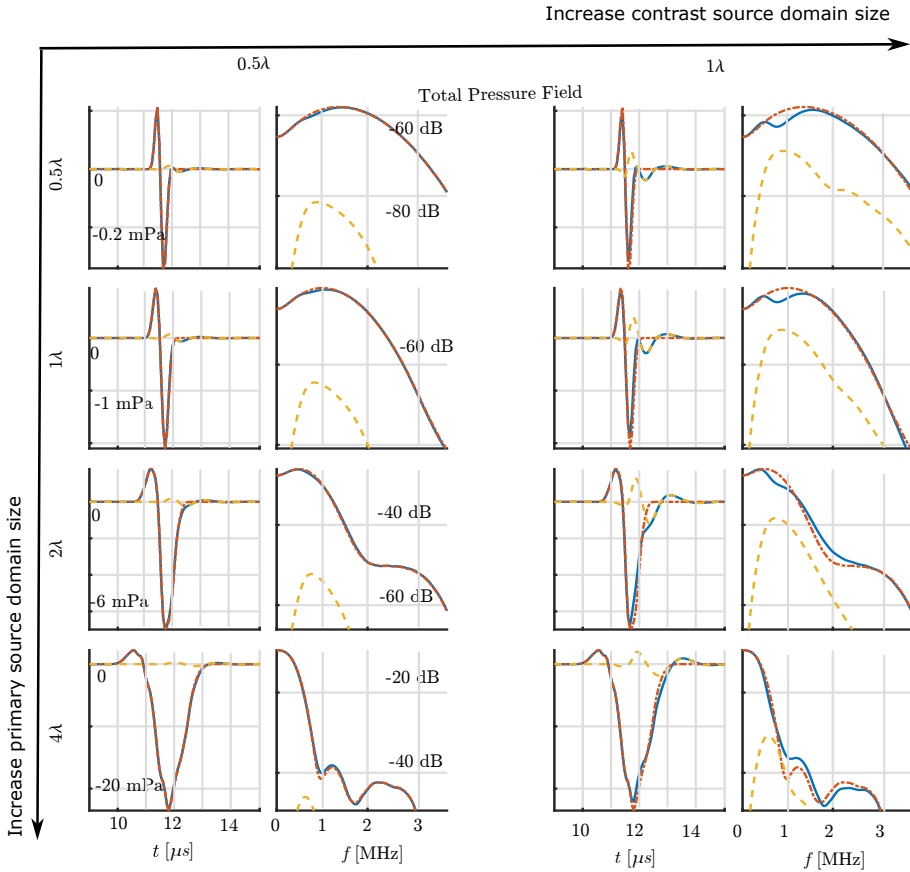 Increase contrast source domain size
0.5λ
1λ
Total Pressure Field
Increase primary source domain size
0.5λ
0
-0.2 mPa
-60 dB
-80 dB
1λ
0
-1 mPa
-60 dB
2λ
0
-6 mPa
-40 dB
-60 dB
4λ
0
-20 mPa
-20 dB
-40 dB
10 12 14
0 1 2 3
10 12 14
0 1 2 3
t [μs]
f [MHz]
t [μs]
f [MHz]